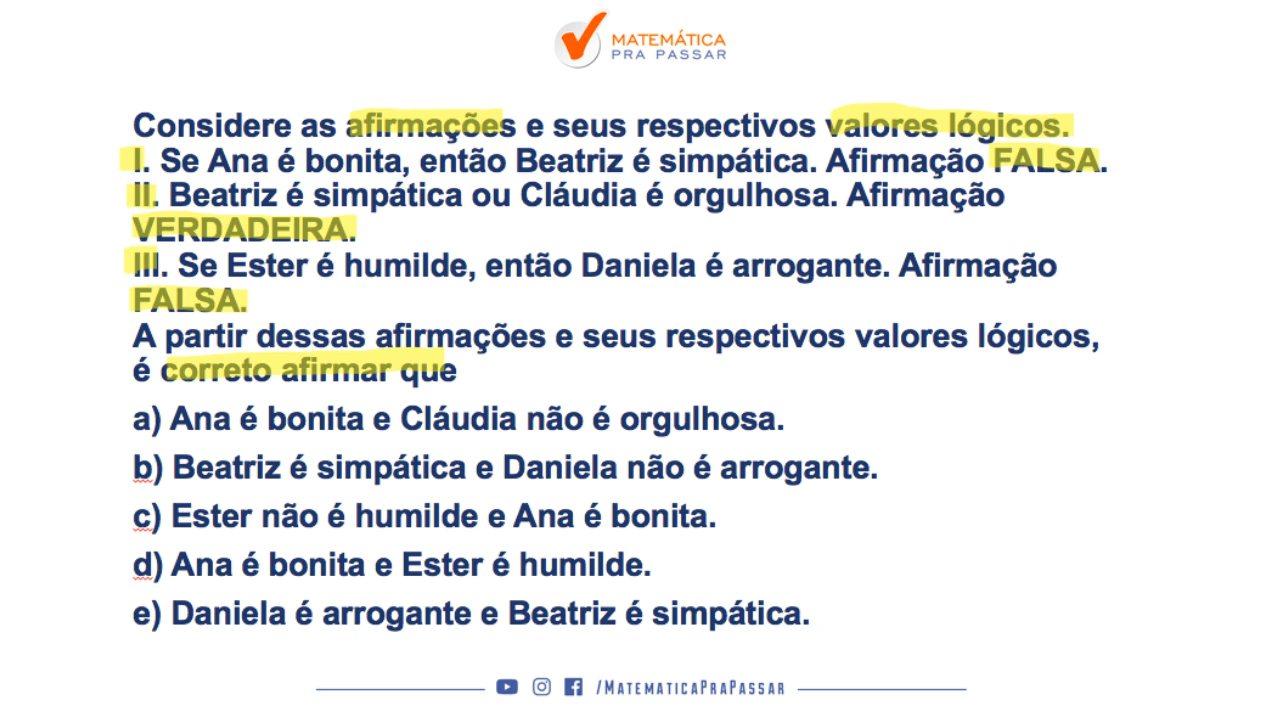 MATEMÁTICA
PRA PASSAR
Considere as afirmações e seus respectivos valores lógicos.
I. Se Ana é bonita, então Beatriz é simpática. Afirmação FALSA.
II. Beatriz é simpática ou Cláudia é orgulhosa. Afirmação
VERDADEIRA.
III. Se Ester é humilde, então Daniela é arrogante. Afirmação
FALSA.
A partir dessas afirmações e seus respectivos valores lógicos,
é correto afirmar que
a) Ana é bonita e Cláudia não é orgulhosa.
b) Beatriz é simpática e Daniela não é arrogante.
c) Ester não é humilde e Ana é bonita.
d) Ana é bonita e Ester é humilde.
e) Daniela é arrogante e Beatriz é simpática.
/MATEMATICAPRAPASSAR